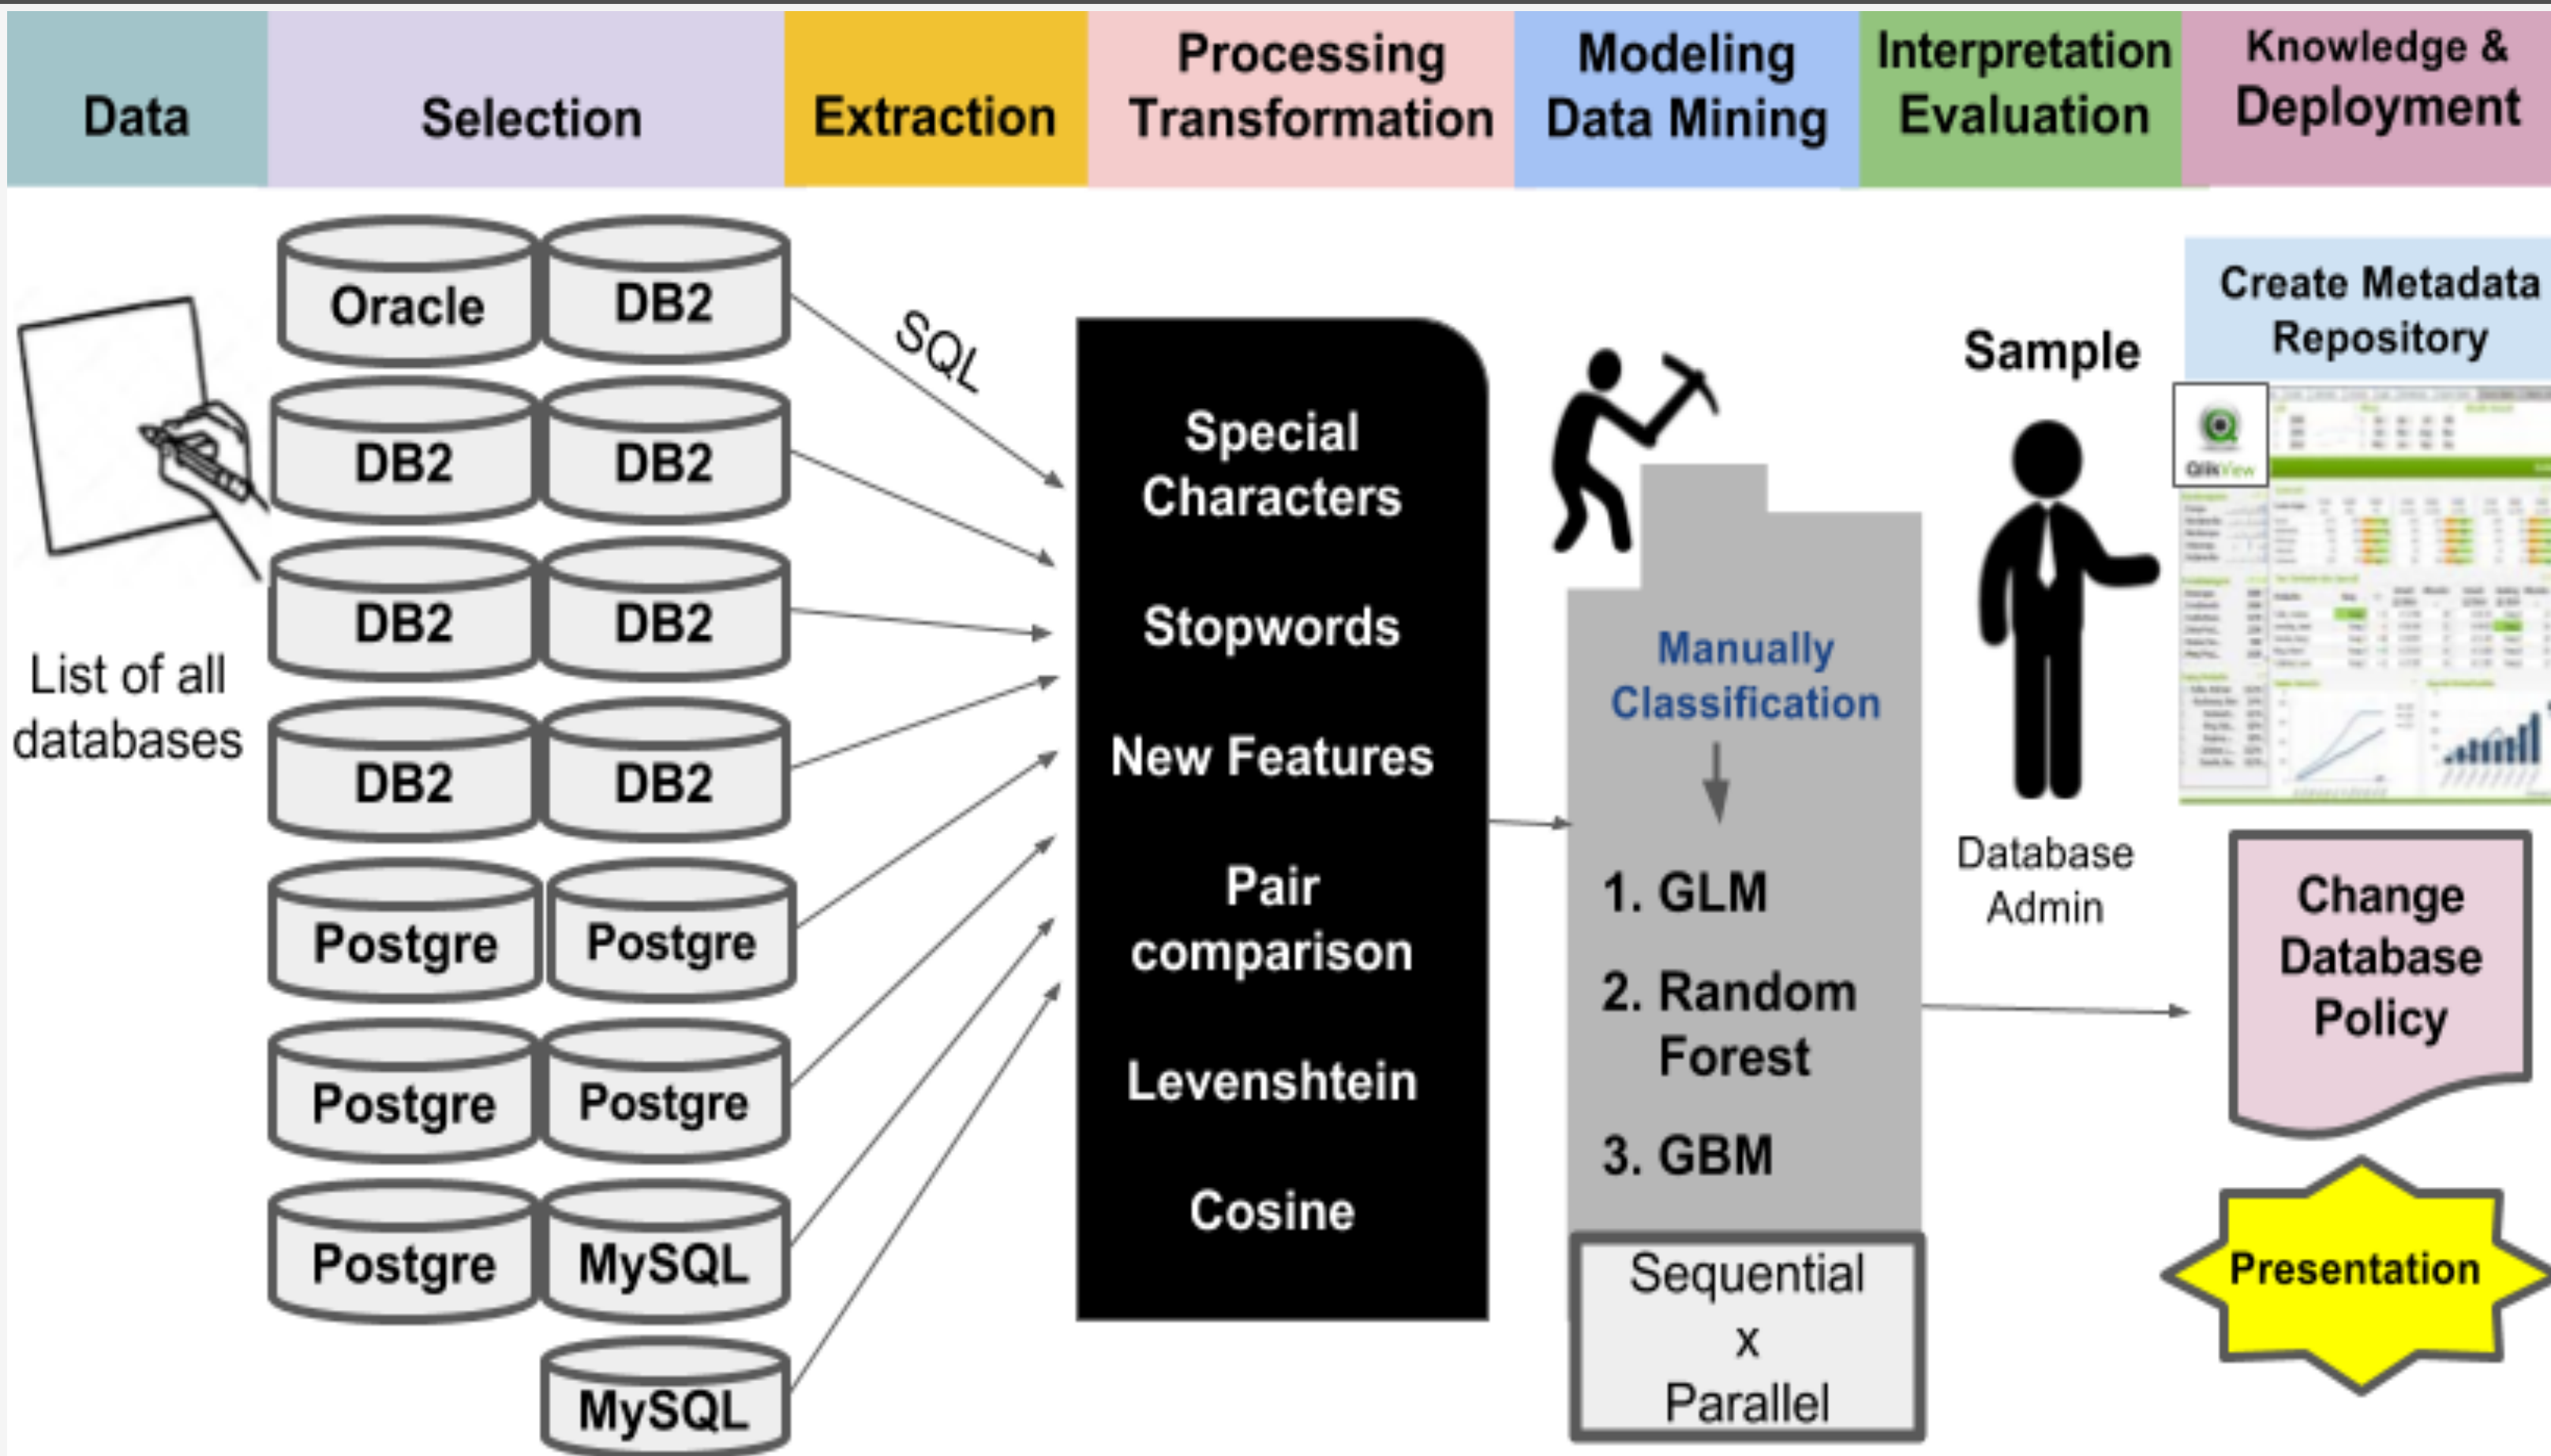 Data
Selection
Extraction
Processing
Transformation
Modeling
Data Mining
Interpretation
Evaluation
Knowledge &
Deployment
List of all
databases
Oracle
DB2
DB2
DB2
DB2
DB2
DB2
DB2
Postgre
Postgre
Postgre
Postgre
Postgre
MySQL
MySQL
SQL
Special
Characters
Stopwords
New Features
Pair
comparison
Levenshtein
Cosine
Manually
Classification
1. GLM
2. Random
Forest
3. GBM
Sequential
x
Parallel
Sample
Database
Admin
Create Metadata
Repository
QlikView
Change
Database
Policy
Presentation